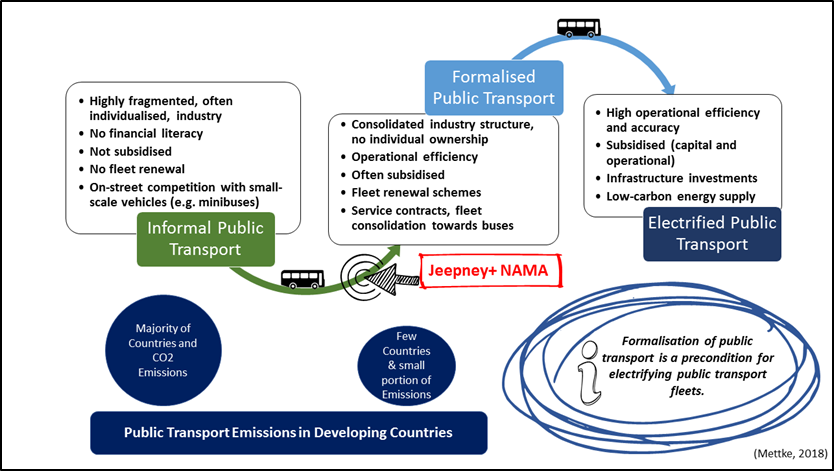 Formalised
Public Transport
• Highly fragmented, often
individualised, industry
• No financial literacy
• Not subsidised
• No fleet renewal
• On-street competition with small-
scale vehicles (e.g. minibuses)
Informal Public
Transport
• Consolidated industry structure,
no individual ownership
• Operational efficiency
• Often subsidised
• Fleet renewal schemes
• Service contracts, fleet
consolidation towards buses
• High operational efficiency
and accuracy
• Subsidised (capital and
operational)
• Infrastructure investments
• Low-carbon energy supply
Electrified Public
Transport
Jeepney+ NAMA
Majority of
Countries and
CO2
Emissions
Few
Countries
& small
portion of
Emissions
Public Transport Emissions in Developing Countries
i
Formalisation of public
transport is a precondition for
electrifying public transport
fleets.
(Mettke, 2018)